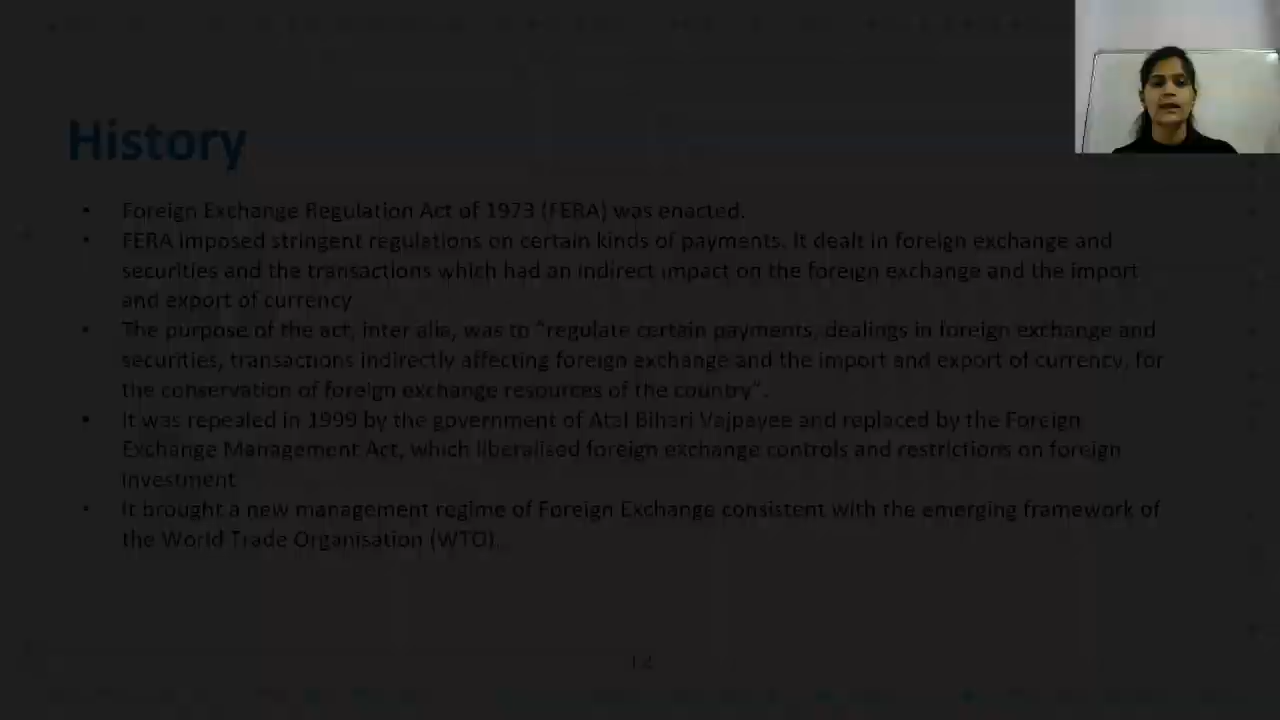 History
• Foreign Exchange Regulation Act of 1973 (FERA) was enacted.
• FERA imposed stringent regulations on certain kinds of payments. It dealt in foreign exchange and
securities and the transactions which had an indirect impact on the foreign exchange and the import
and export of currency
• The purpose of the act, inter alia, was to "regulate certain payments, dealings in foreign exchange and
securities, transactions indirectly affecting foreign exchange and the import and export of currency, for
the conservation of foreign exchange resources of the country".
• It was repealed in 1999 by the government of Atal Bihari Vajpayee and replaced by the Foreign
Exchange Management Act, which liberalised foreign exchange controls and restrictions on foreign
investment
• It brought a new management regime of Foreign Exchange consistent with the emerging framework of
the World Trade Organisation (WTO).
12